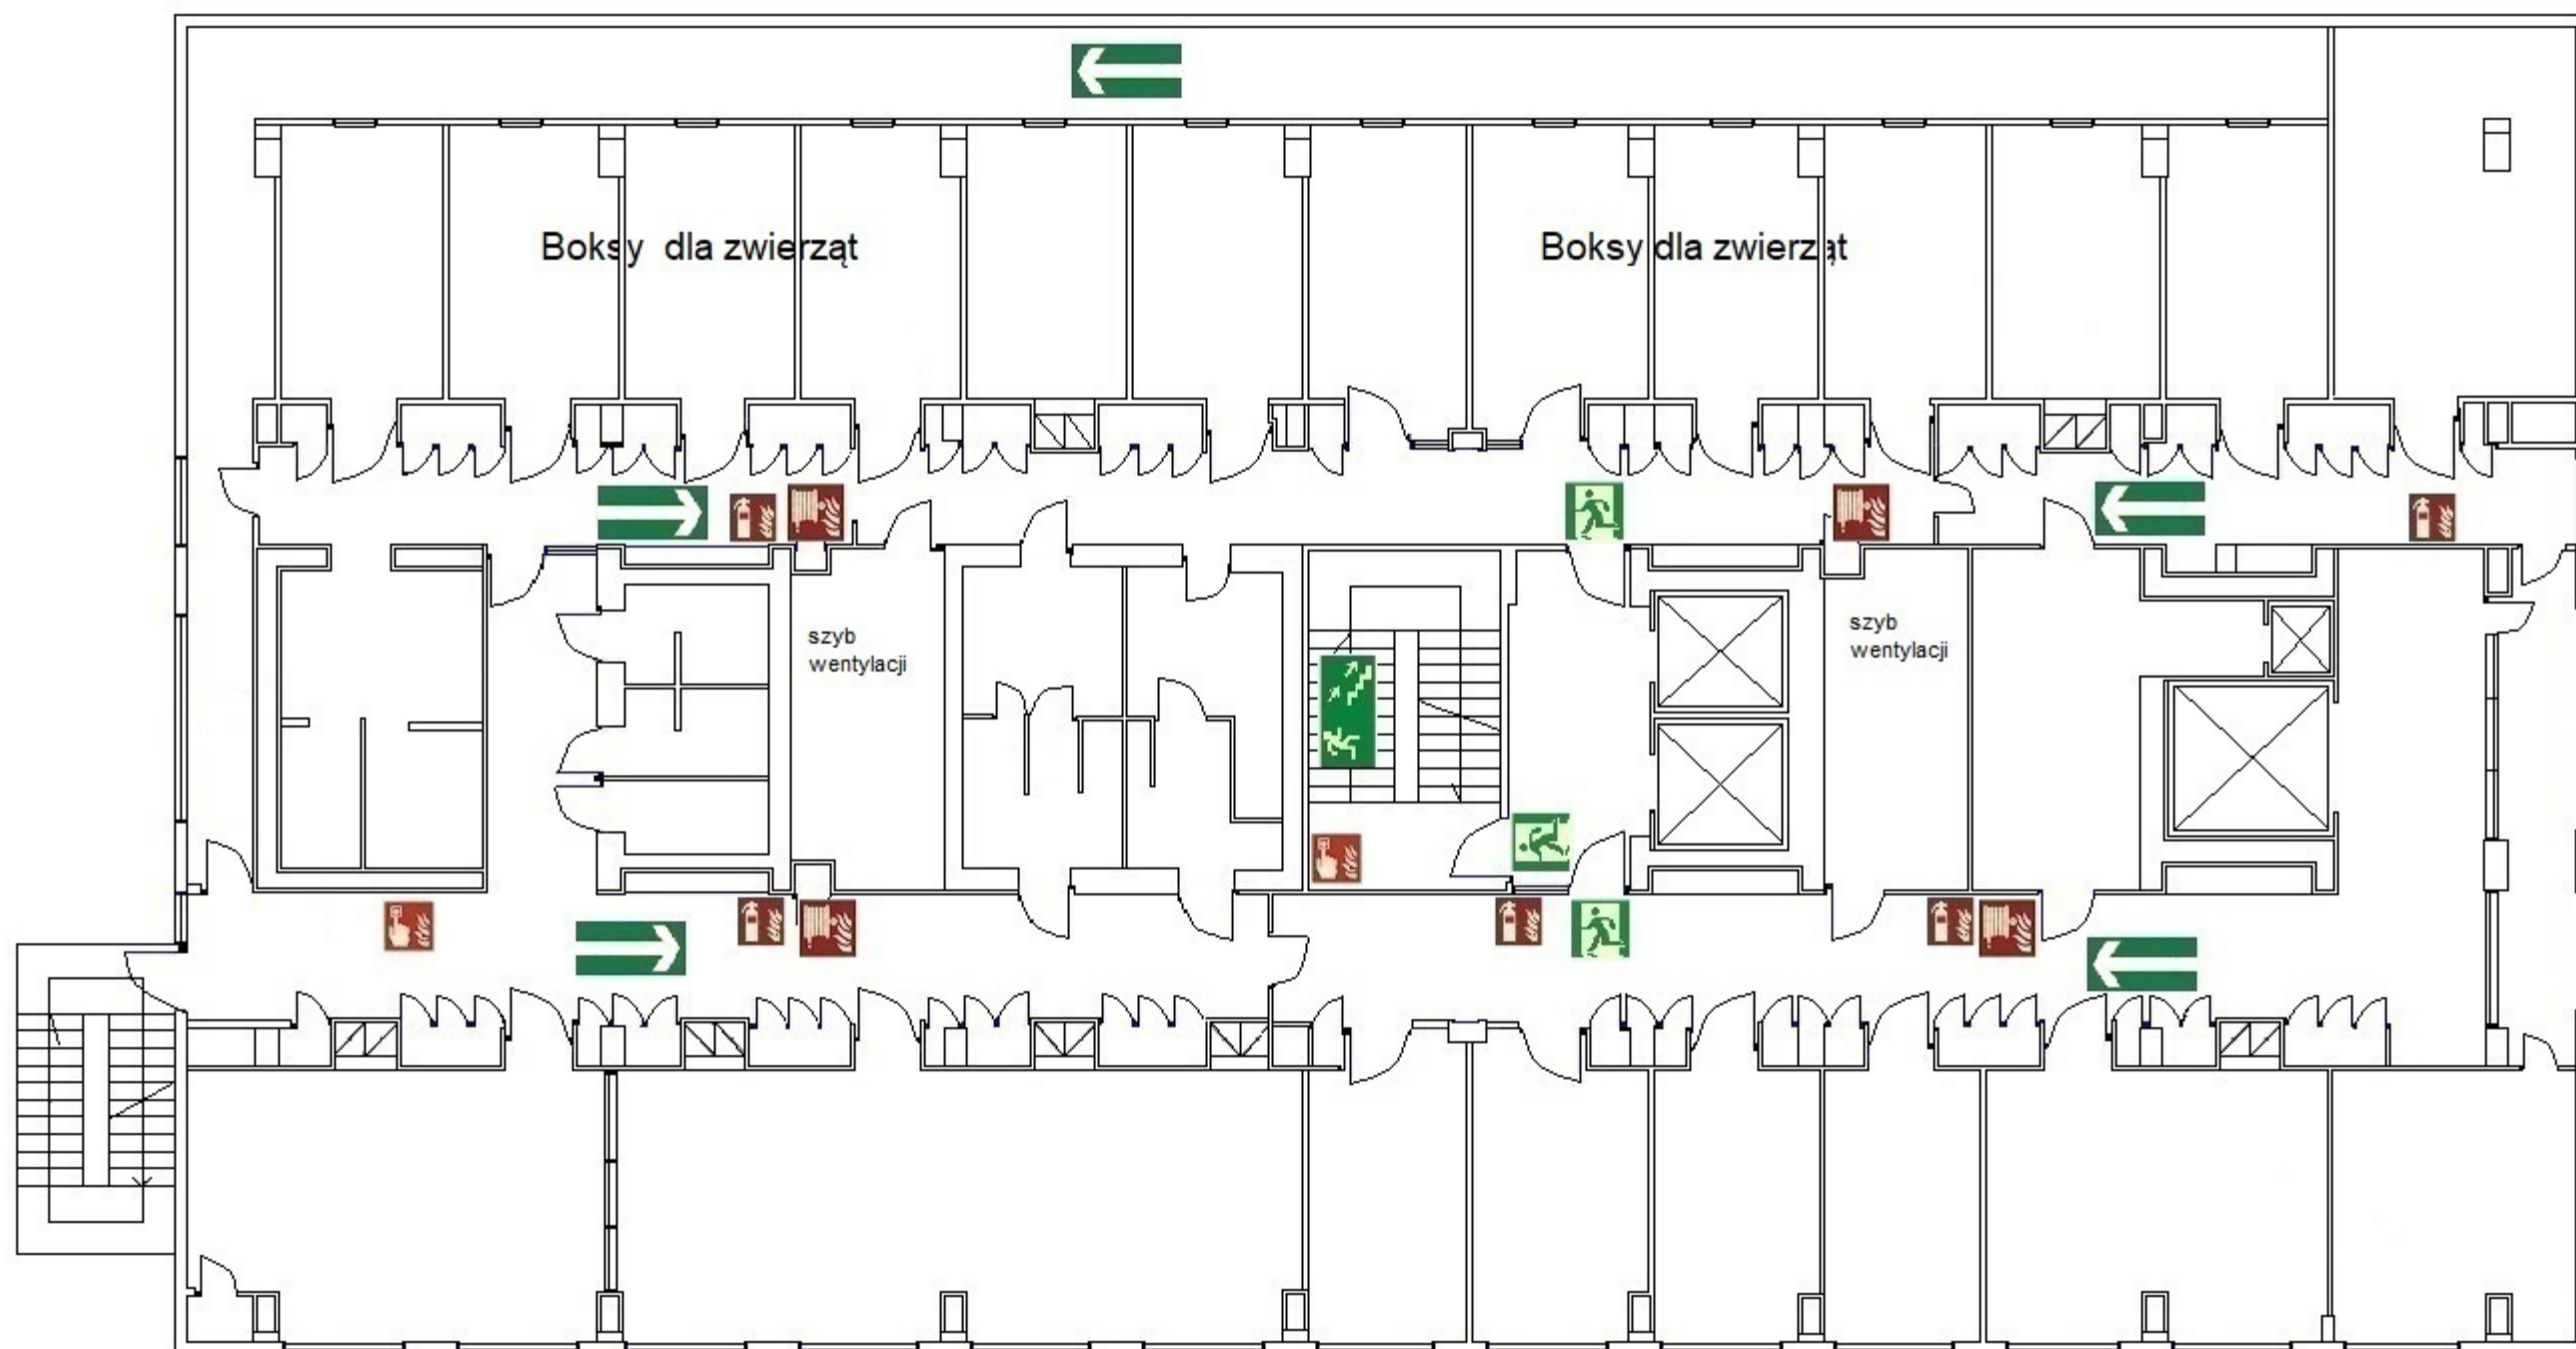 Boksy  dla zwierząt
Boksy dla zwierząt
szyb
wentylacji
szyb
wentylacji